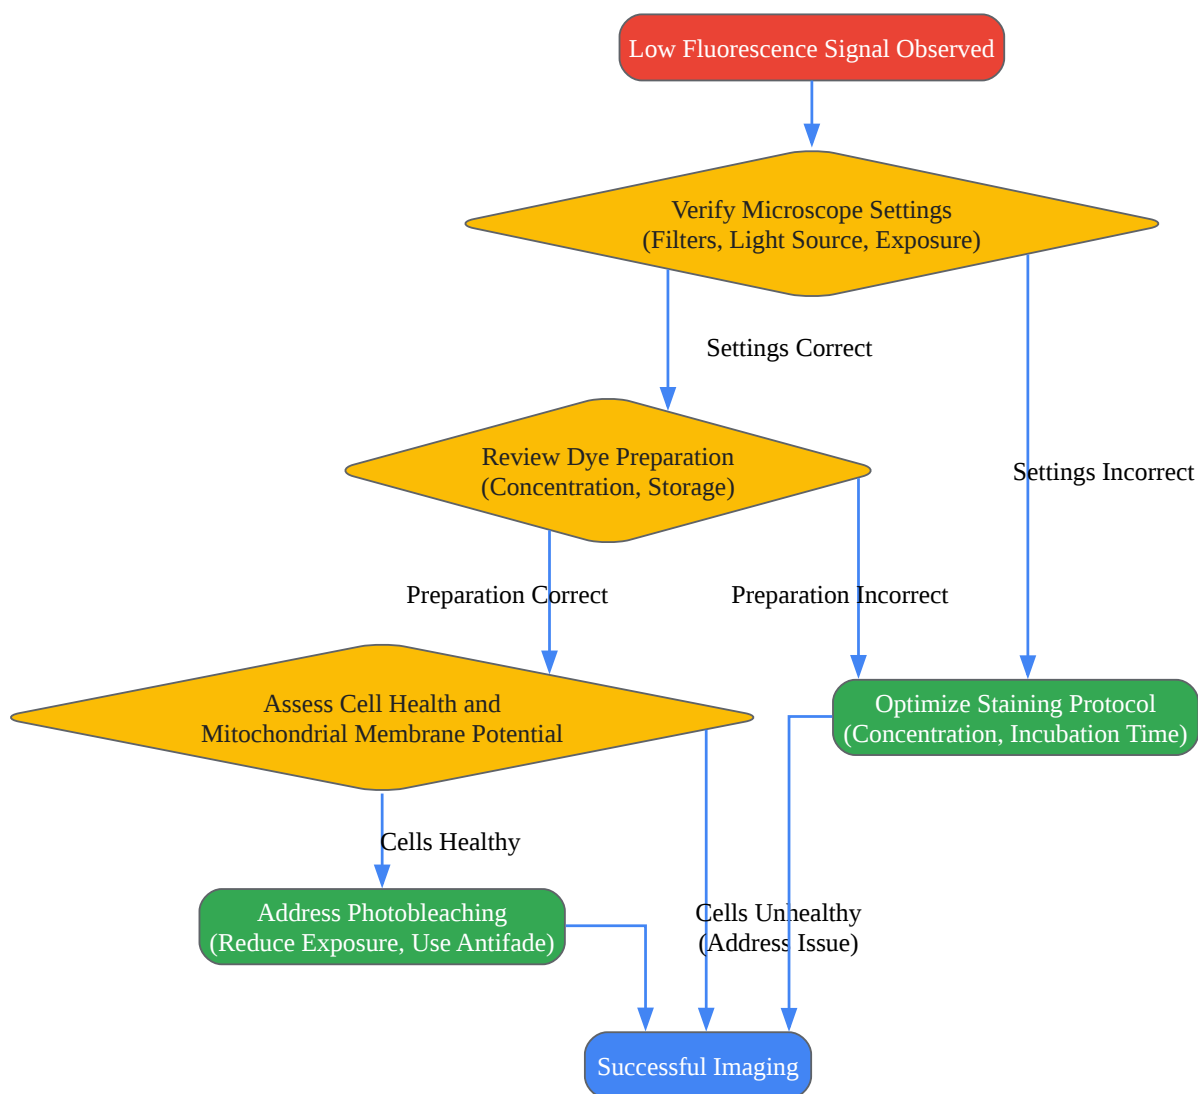 Low Fluorescence Signal Observed
Verify Microscope Settings
(Filters, Light Source, Exposure)
Settings Correct
Settings Incorrect
Review Dye Preparation
(Concentration, Storage)
Preparation Correct
Preparation Incorrect
Assess Cell Health and
Mitochondrial Membrane Potential
Optimize Staining Protocol
(Concentration, Incubation Time)
Cells Healthy
Address Photobleaching
(Reduce Exposure, Use Antifade)
Cells Unhealthy
(Address Issue)
Successful Imaging